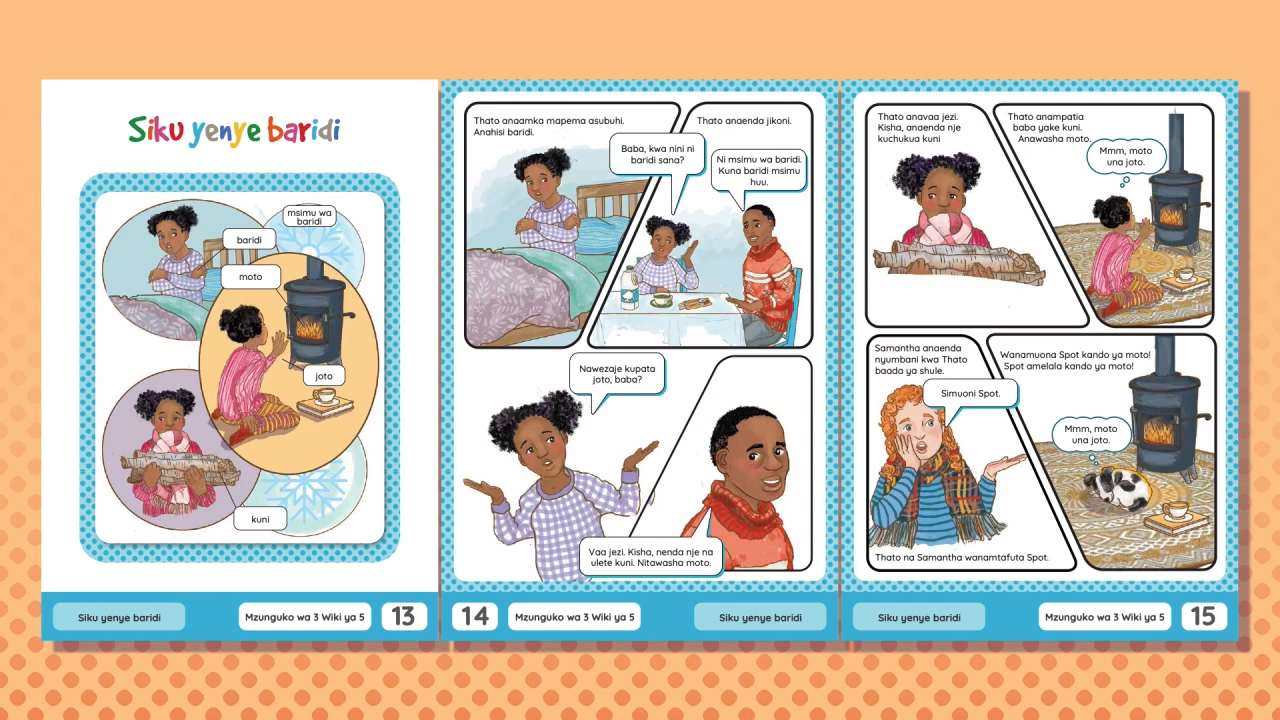 Siku yenye baridi
msimu wa
baridi
baridi
moto
joto
kuni
Siku yenye baridi
Mzunguko wa 3 Wiki ya 5
13
Thato anaamka mapema asubuhi.
Anahisi baridi.
Thato anaenda jikoni.
Baba, kwa nini ni
baridi sana?
Ni msimu wa baridi.
Kuna baridi msimu
huu.
Nawezaje kupata
joto, baba?
Vaa jezi. Kisha, nenda nje na
ulete kuni. Nitawasha moto.
14
Mzunguko wa 3 Wiki ya 5
Siku yenye baridi
Thato anavaa jezi.
Kisha, anaenda nje
kuchukua kuni
Thato anampatia
baba yake kuni.
Anawasha moto.
Mmm, moto
una joto.
Samantha anaenda
nyumbani kwa Thato
baada ya shule.
Simuoni Spot.
Thato na Samantha wanamtafuta Spot.
Wanamuona Spot kando ya moto!
Spot amelala kando ya moto!
Mmm, moto
una joto.
Siku yenye baridi
Mzunguko wa 3 Wiki ya 5
15